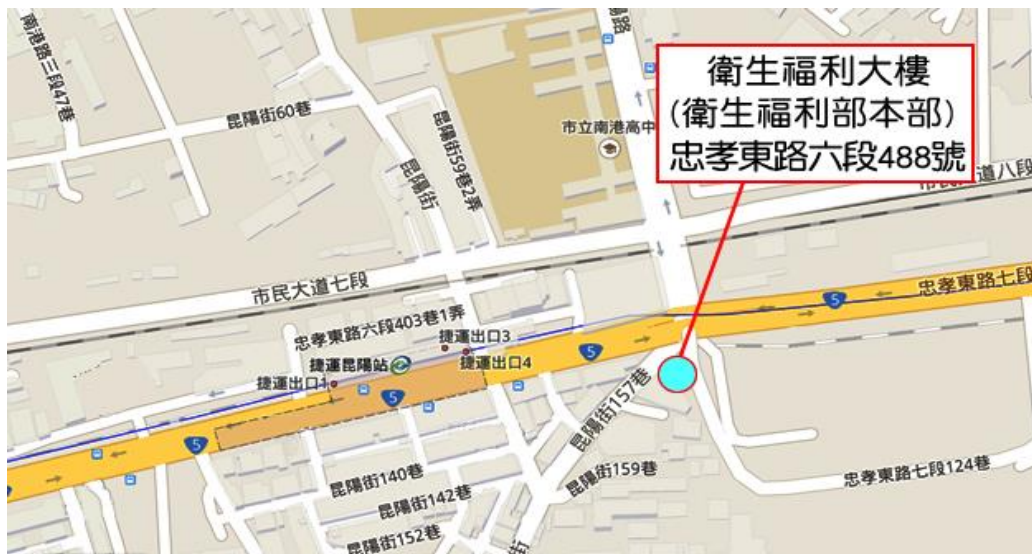 衛生福利大樓
(衛生福利部本部)
忠孝東路六段488號
南港路三段47巷
昆陽街60巷
昆陽街59巷2弄
昆陽街
市立南港高中
陽路
市民大道八段
市民大道七段
忠孝東路七段
5
忠孝東路六段403巷1弄
捷運出口3
捷運昆陽站
捷運出口4
捷運出口1
5
5
5
昆陽街157巷
昆陽街140巷
昆陽街159巷
忠孝東路七段124巷
昆陽街142巷
昆陽街152巷
街